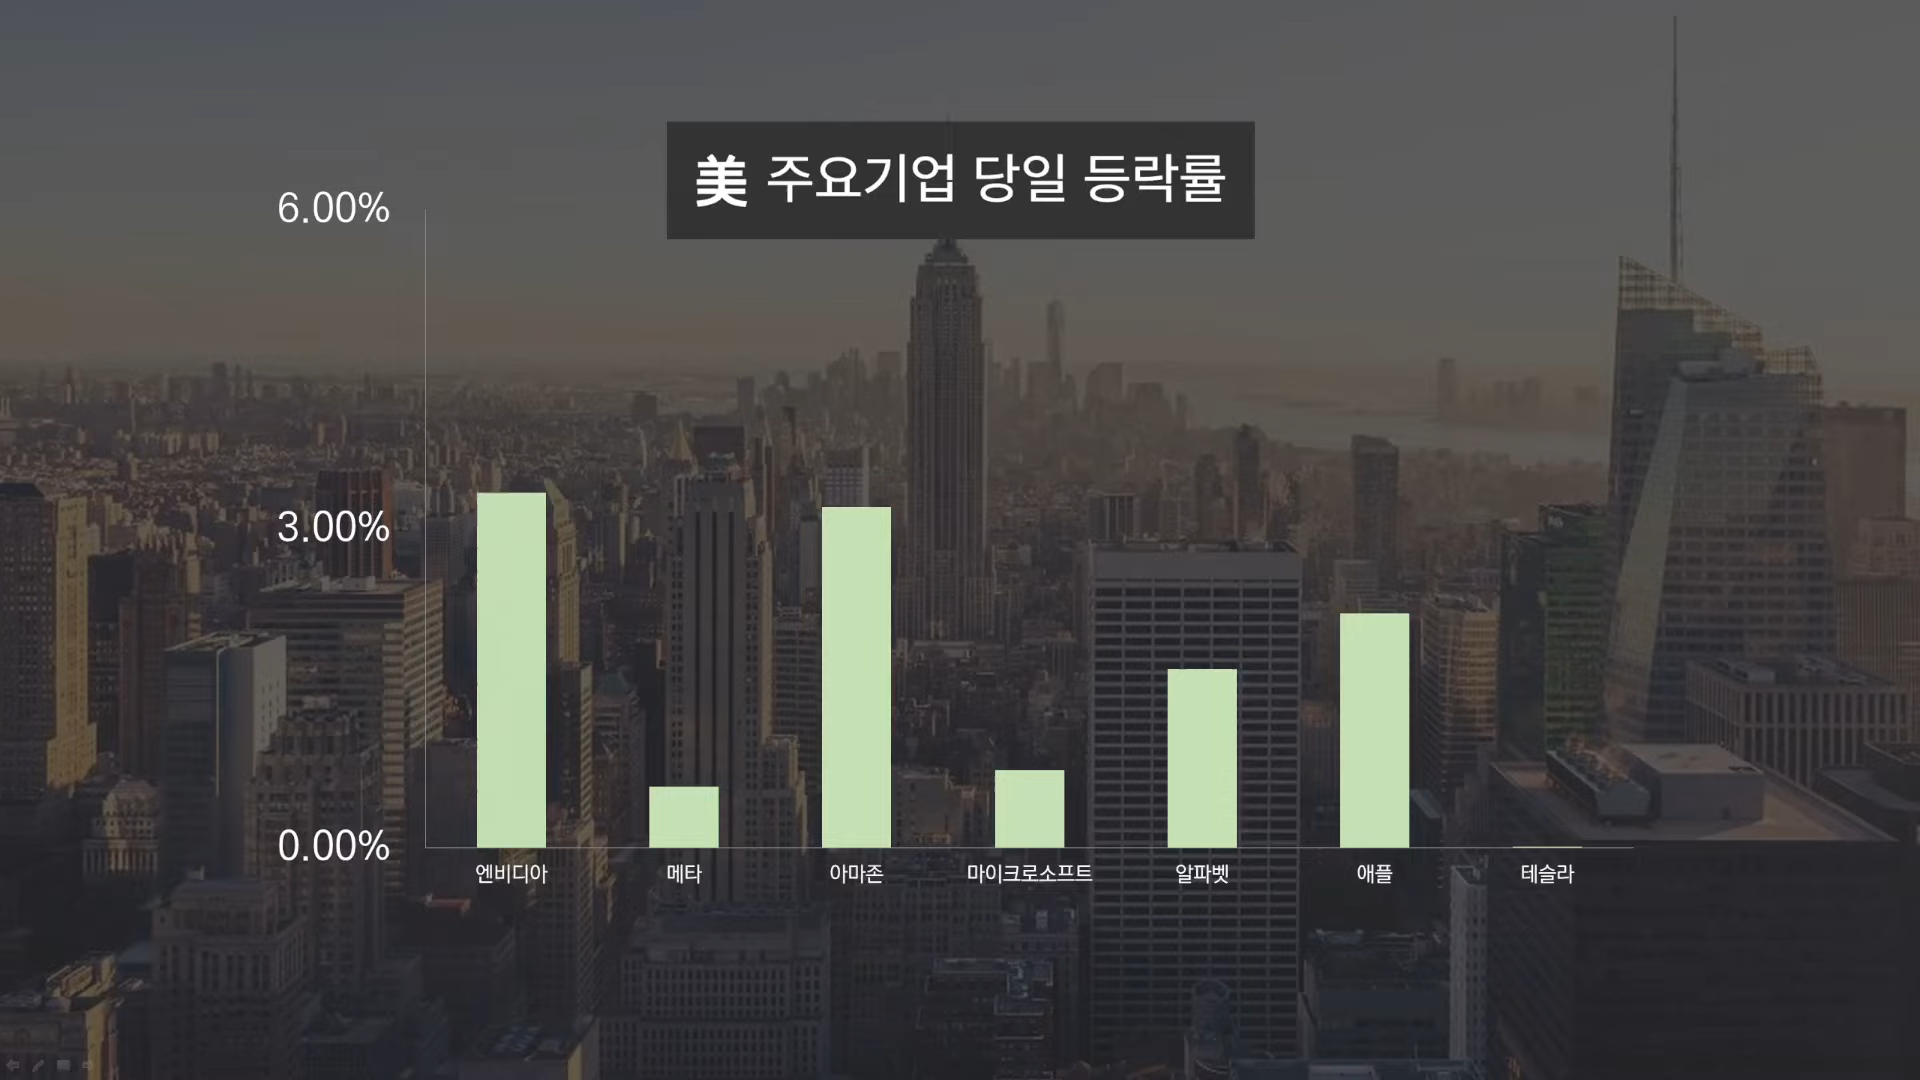 美 주요기업 당일 등락률
6.00%
3.00%
0.00%
엔비디아
메타
아마존
마이크로소프트
알파벳
애플
테슬라